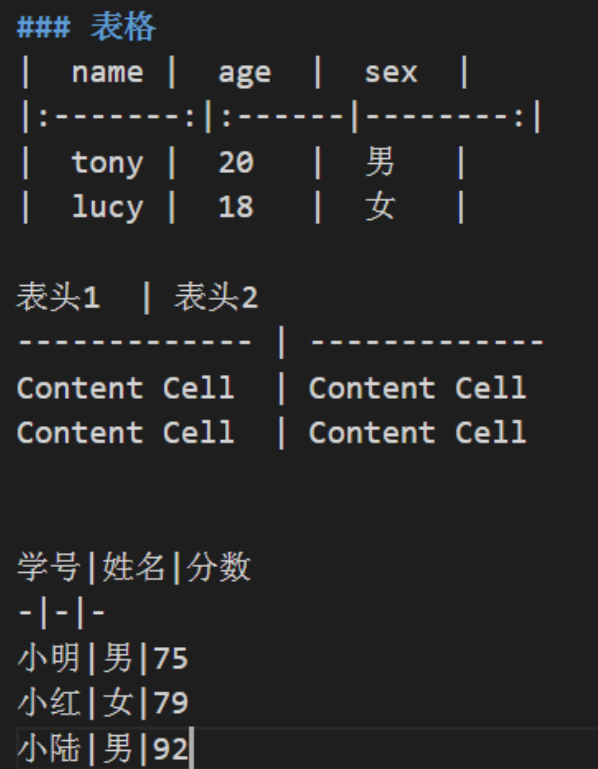 ### 表格
|  name |  age  |  sex  |
|:-------:|:------|--------:|
|  tony |  20   |  男   |
|  lucy |  18   |  女   |
表头1  | 表头2
------------- | -------------
Content Cell  | Content Cell
Content Cell  | Content Cell
学号|姓名|分数
-|-|-
小明|男|75
小红|女|79
小陆|男|92